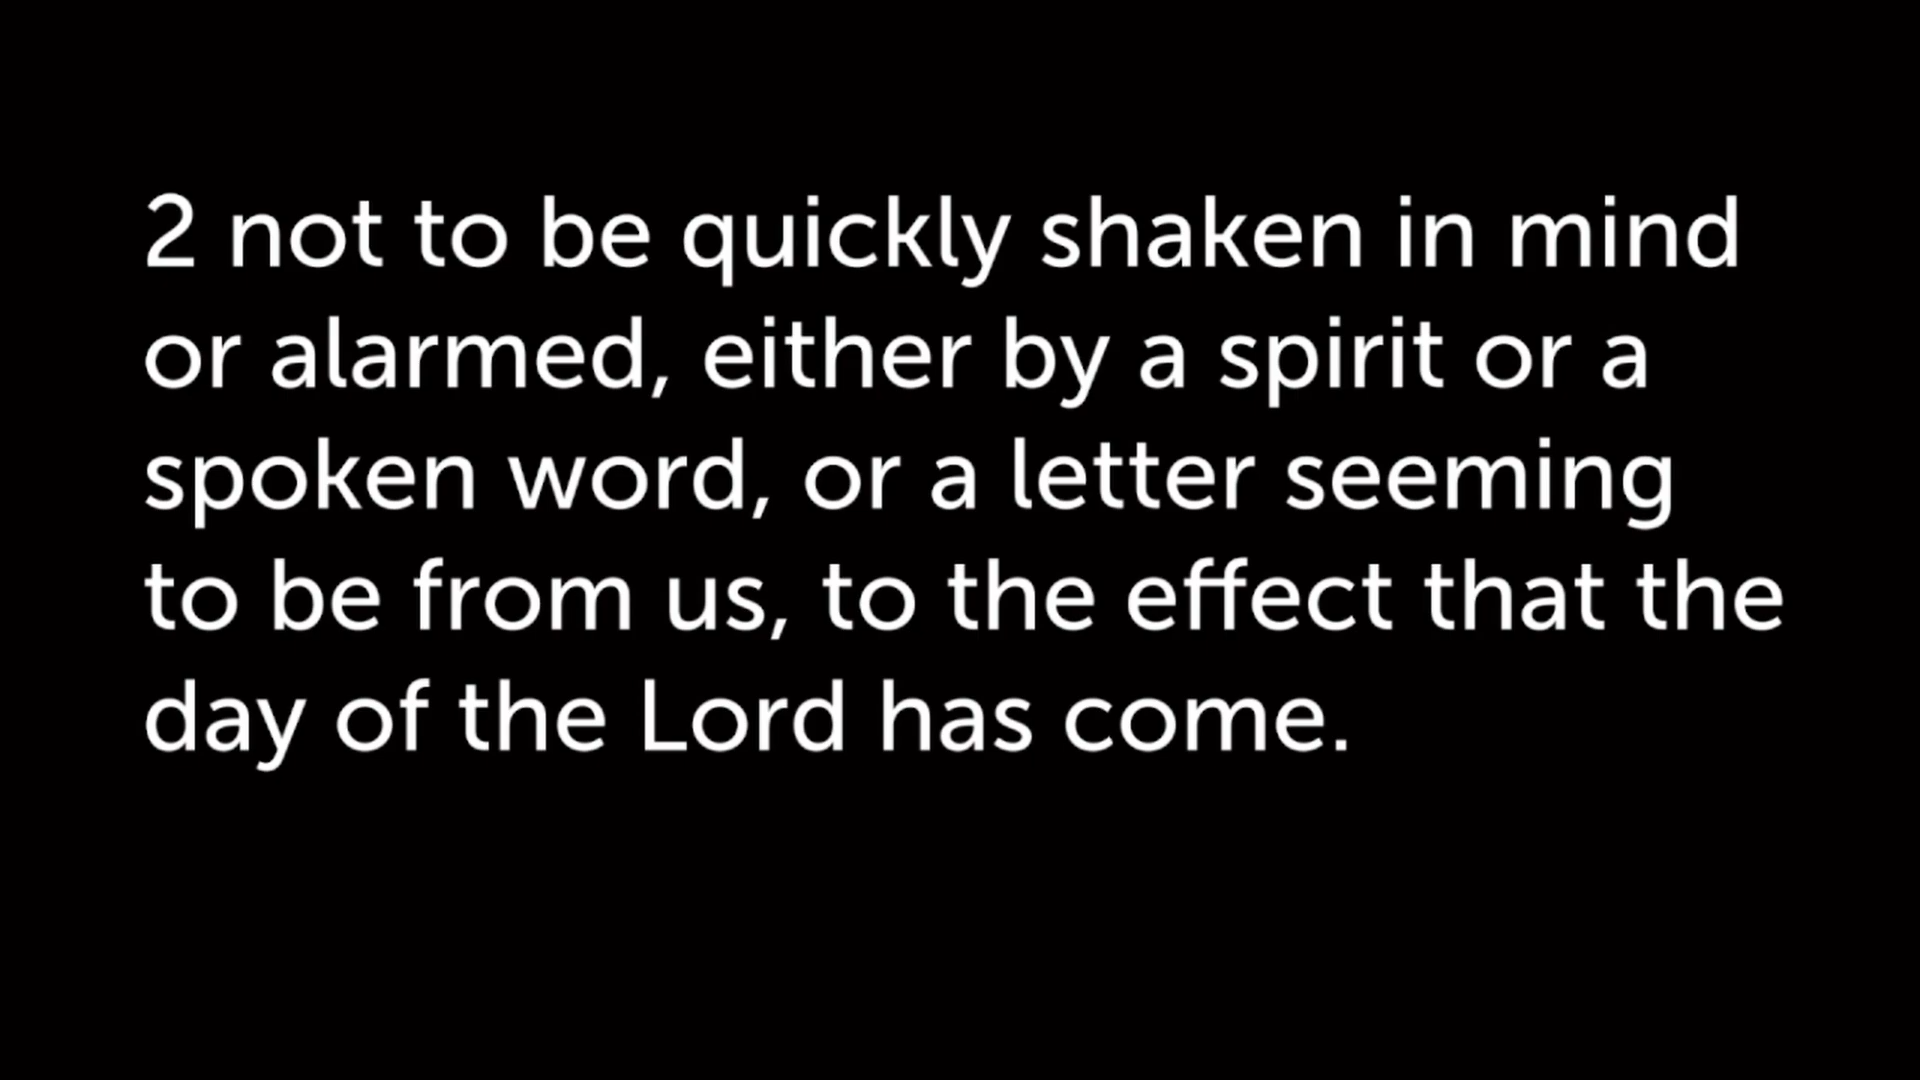 2 not to be quickly shaken in mind
or alarmed, either by a spirit or a
spoken word, or a letter seeming
to be from us, to the effect that the
day of the Lord has come.